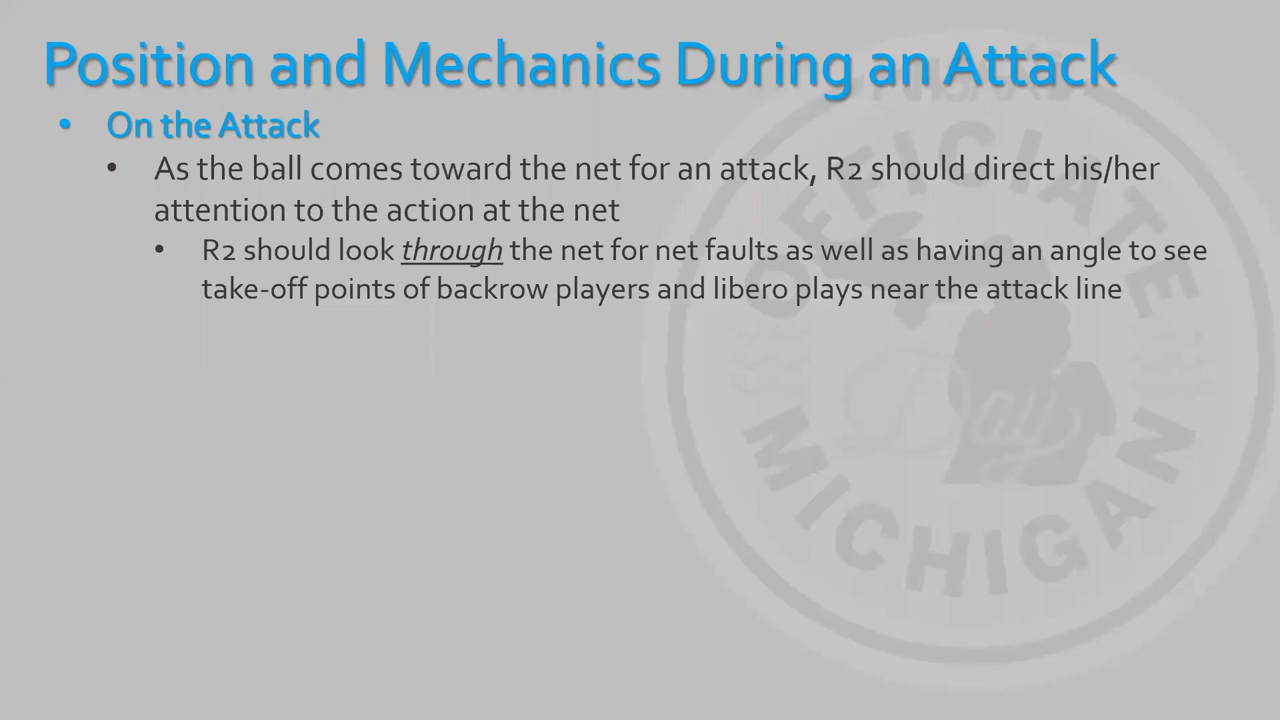 Position and Mechanics During an Attack
• On the Attack
• As the ball comes toward the net for an attack, R2 should direct his/her
attention to the action at the net
• R2 should look through the net for net faults as well as having an angle to see
take-off points of backrow players and libero plays near the attack line
OFFICIATE
MICHIGAN